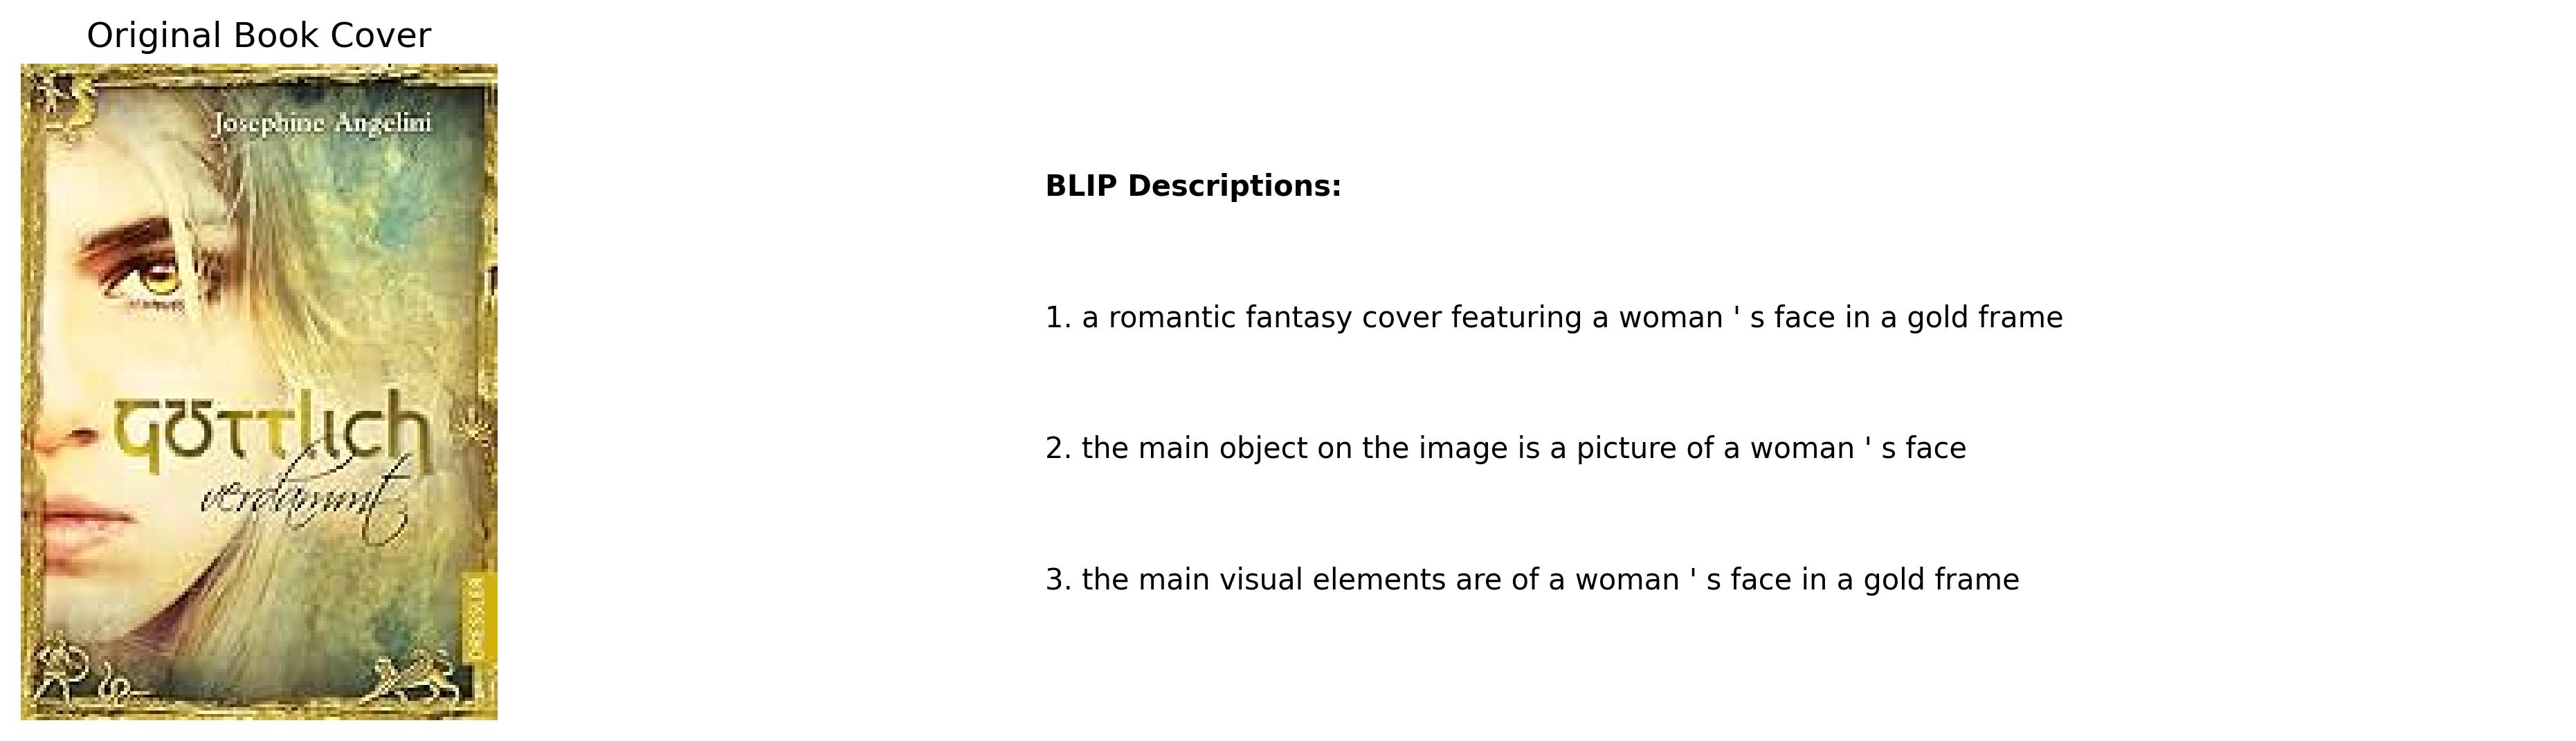 Original Book Cover
Josephine Angelini
göttlich
verdammt
DRESSLER
BLIP Descriptions:
1. a romantic fantasy cover featuring a woman ' s face in a gold frame
2. the main object on the image is a picture of a woman ' s face
3. the main visual elements are of a woman ' s face in a gold frame